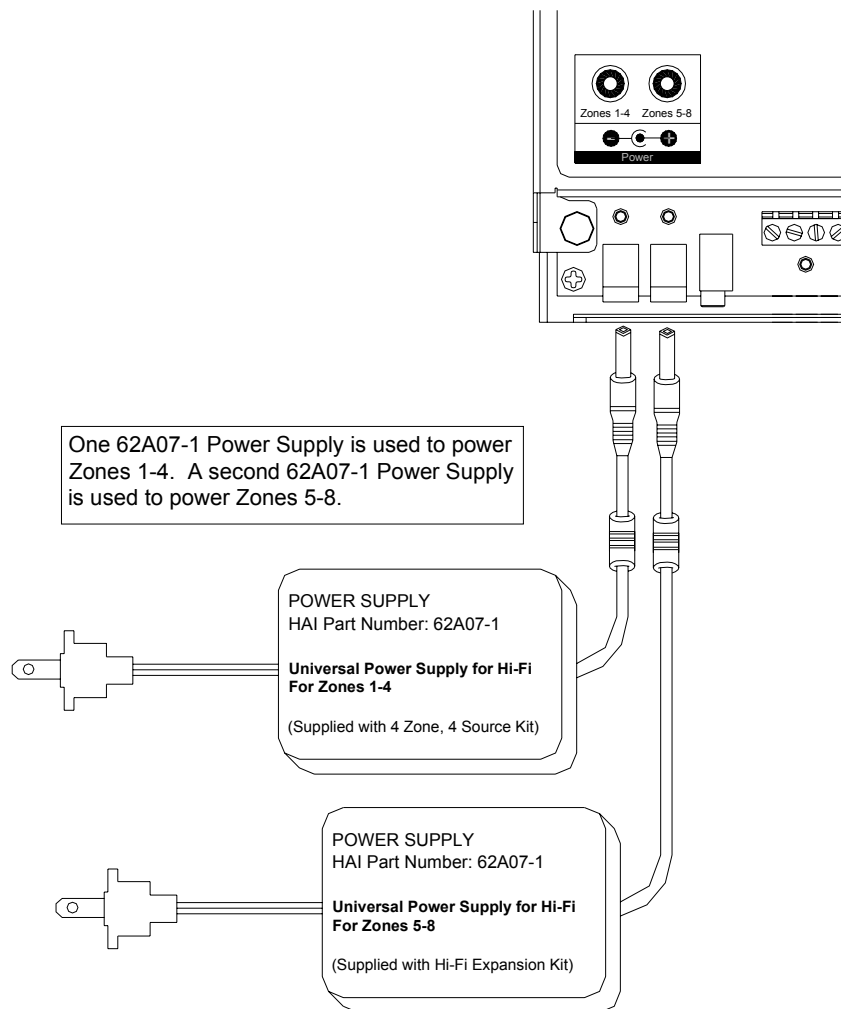 Zones 1-4 Zones 5-8
- +
Power
One 62A07-1 Power Supply is used to power
Zones 1-4. A second 62A07-1 Power Supply
is used to power Zones 5-8.
POWER SUPPLY
HAI Part Number: 62A07-1
Universal Power Supply for Hi-Fi
For Zones 1-4
(Supplied with 4 Zone, 4 Source Kit)
POWER SUPPLY
HAI Part Number: 62A07-1
Universal Power Supply for Hi-Fi
For Zones 5-8
(Supplied with Hi-Fi Expansion Kit)